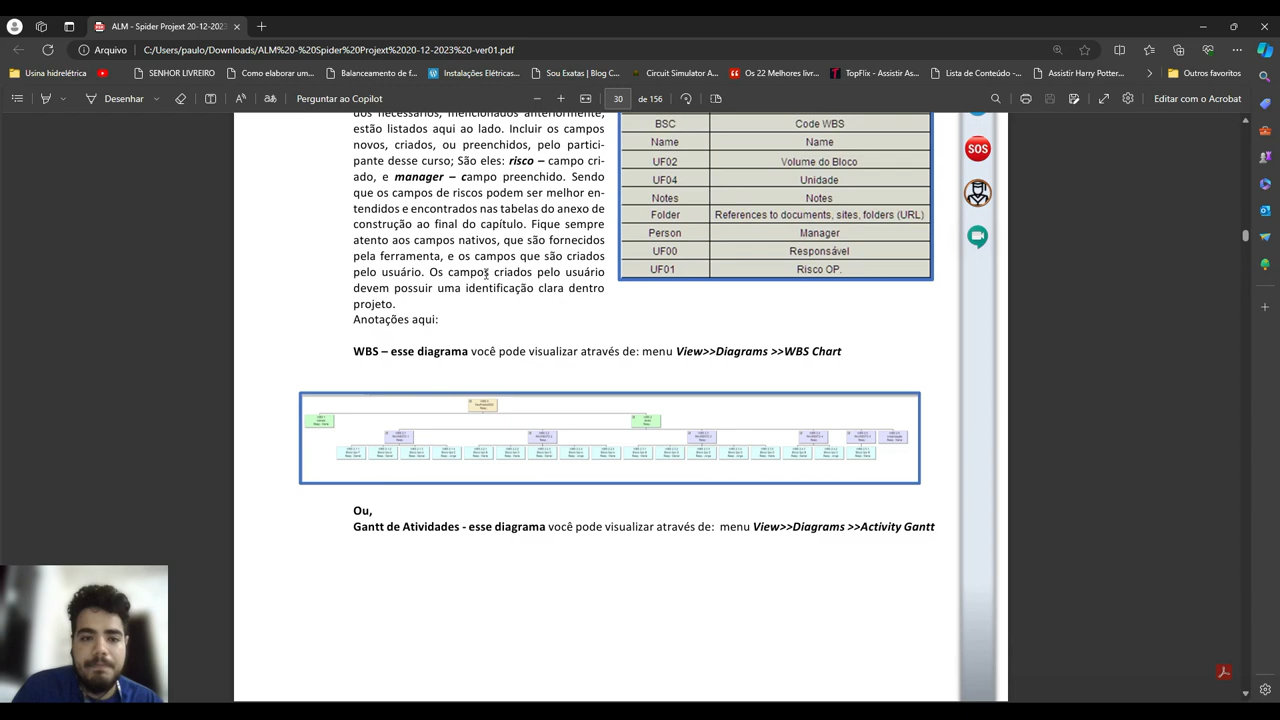 ALM - Spider Projext 20-12-2023
Arquivo
C:/Users/paulo/Downloads/ALM%20-%20Spider%20Projext%2020-12-2023%20-ver01.pdf
Usina hidrelétrica
SENHOR LIVREIRO
Como elaborar um...
Balanceamento de f...
Instalações Elétricas...
Sou Exatas | Blog C...
Circuit Simulator A...
Os 22 Melhores livr...
TopFlix - Assistir As...
Lista de Conteúdo -...
Assistir Harry Potter...
Outros favoritos
Desenhar
Perguntar ao Copilot
30
de 156
Editar com o Acrobat
dos necessários, mencionados anteriormente,
estão listados aqui ao lado. Incluir os campos
novos, criados, ou preenchidos, pelo partici-
pante desse curso; São eles: risco – campo cri-
ado, e manager – campo preenchido. Sendo
que os campos de riscos podem ser melhor en-
tendidos e encontrados nas tabelas do anexo de
construção ao final do capítulo. Fique sempre
atento aos campos nativos, que são fornecidos
pela ferramenta, e os campos que são criados
pelo usuário. Os campos criados pelo usuário
devem possuir uma identificação clara dentro
projeto.
Anotações aqui:
BSC Code WBS
Name Name
UF02 Volume do Bloco
UF04 Unidade
Notes Notes
Folder References to documents, sites, folders (URL)
Person Manager
UF00 Responsável
UF01 Risco OP.
SOS
WBS – esse diagrama você pode visualizar através de: menu View>>Diagrams >>WBS Chart
Ou,
Gantt de Atividades - esse diagrama você pode visualizar através de: menu View>>Diagrams >>Activity Gantt